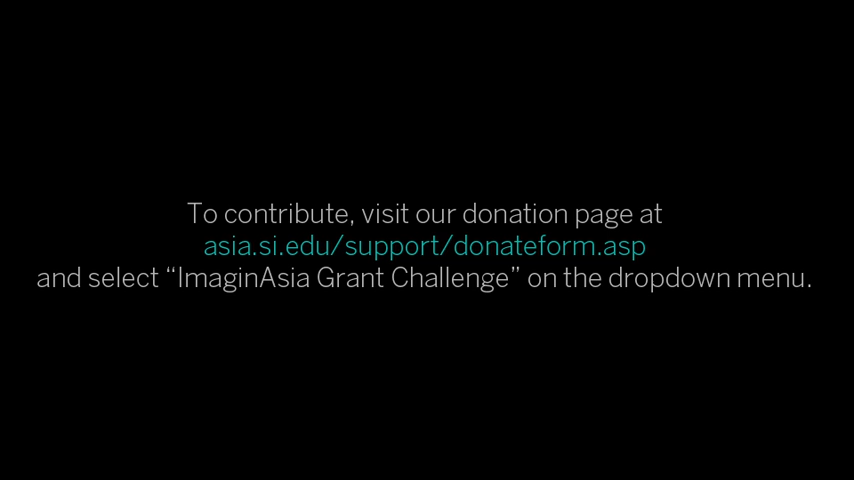 To contribute, visit our donation page at
asia.si.edu/support/donateform.asp
and select “ImaginAsia Grant Challenge” on the dropdown menu.